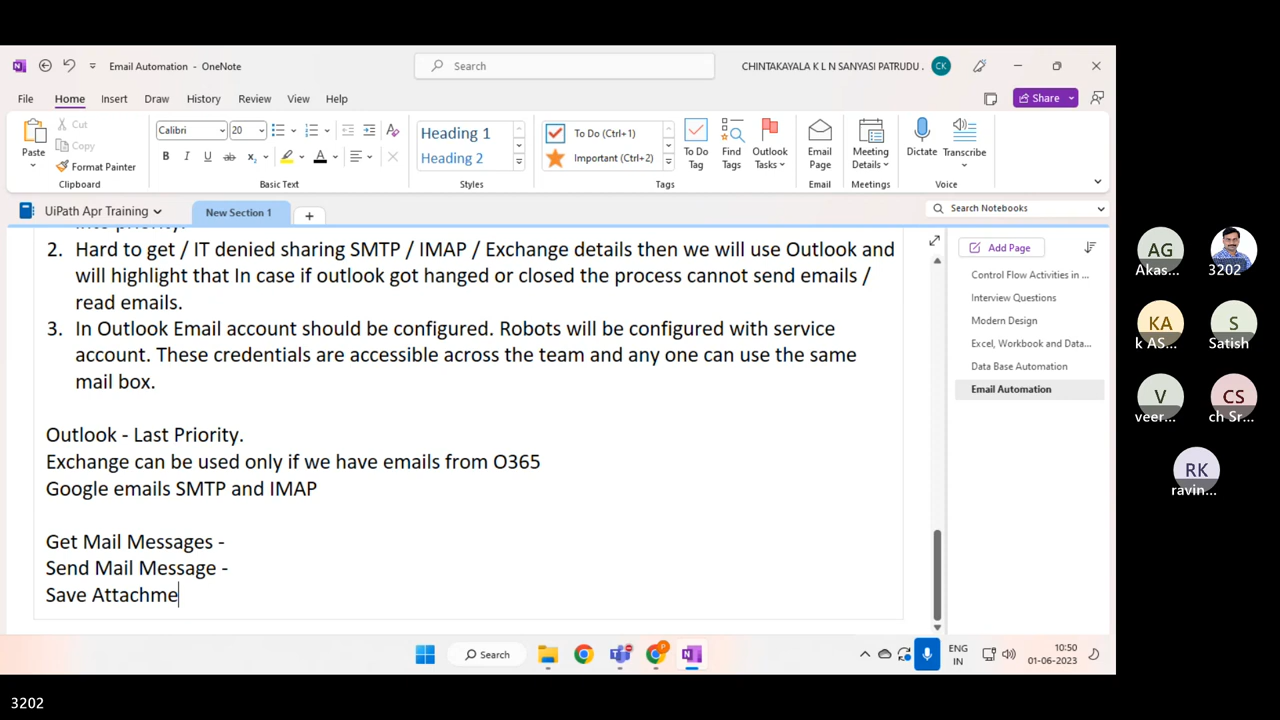 Email Automation - OneNote
Search
CHINTAKAYALA K L N SANYASI PATRUDU .
CK
File
Home
Insert
Draw
History
Review
View
Help
Share
Paste
Cut
Copy
Format Painter
Clipboard
Calibri
20
B I U ab x
A
Basic Text
Heading 1
Heading 2
Styles
To Do (Ctrl+1)
Important (Ctrl+2)
To Do Tag
Find Tags
Outlook Tasks
Tags
Email Page
Email
Meeting Details
Meetings
Dictate
Transcribe
Voice
UiPath Apr Training
New Section 1
+
Search Notebooks
into priority.
2. Hard to get / IT denied sharing SMTP / IMAP / Exchange details then we will use Outlook and
will highlight that In case if outlook got hanged or closed the process cannot send emails /
read emails.
3. In Outlook Email account should be configured. Robots will be configured with service
account. These credentials are accessible across the team and any one can use the same
mail box.
Outlook - Last Priority.
Exchange can be used only if we have emails from O365
Google emails SMTP and IMAP
Get Mail Messages -
Send Mail Message -
Save Attachme
Add Page
Control Flow Activities in ...
Interview Questions
Modern Design
Excel, Workbook and Data...
Data Base Automation
Email Automation
AG
Akas...
3202
KA
k AS...
S
Satish
V
veer...
CS
ch Sr...
RK
ravin...
Search
ENG
IN
10:50
01-06-2023
3202